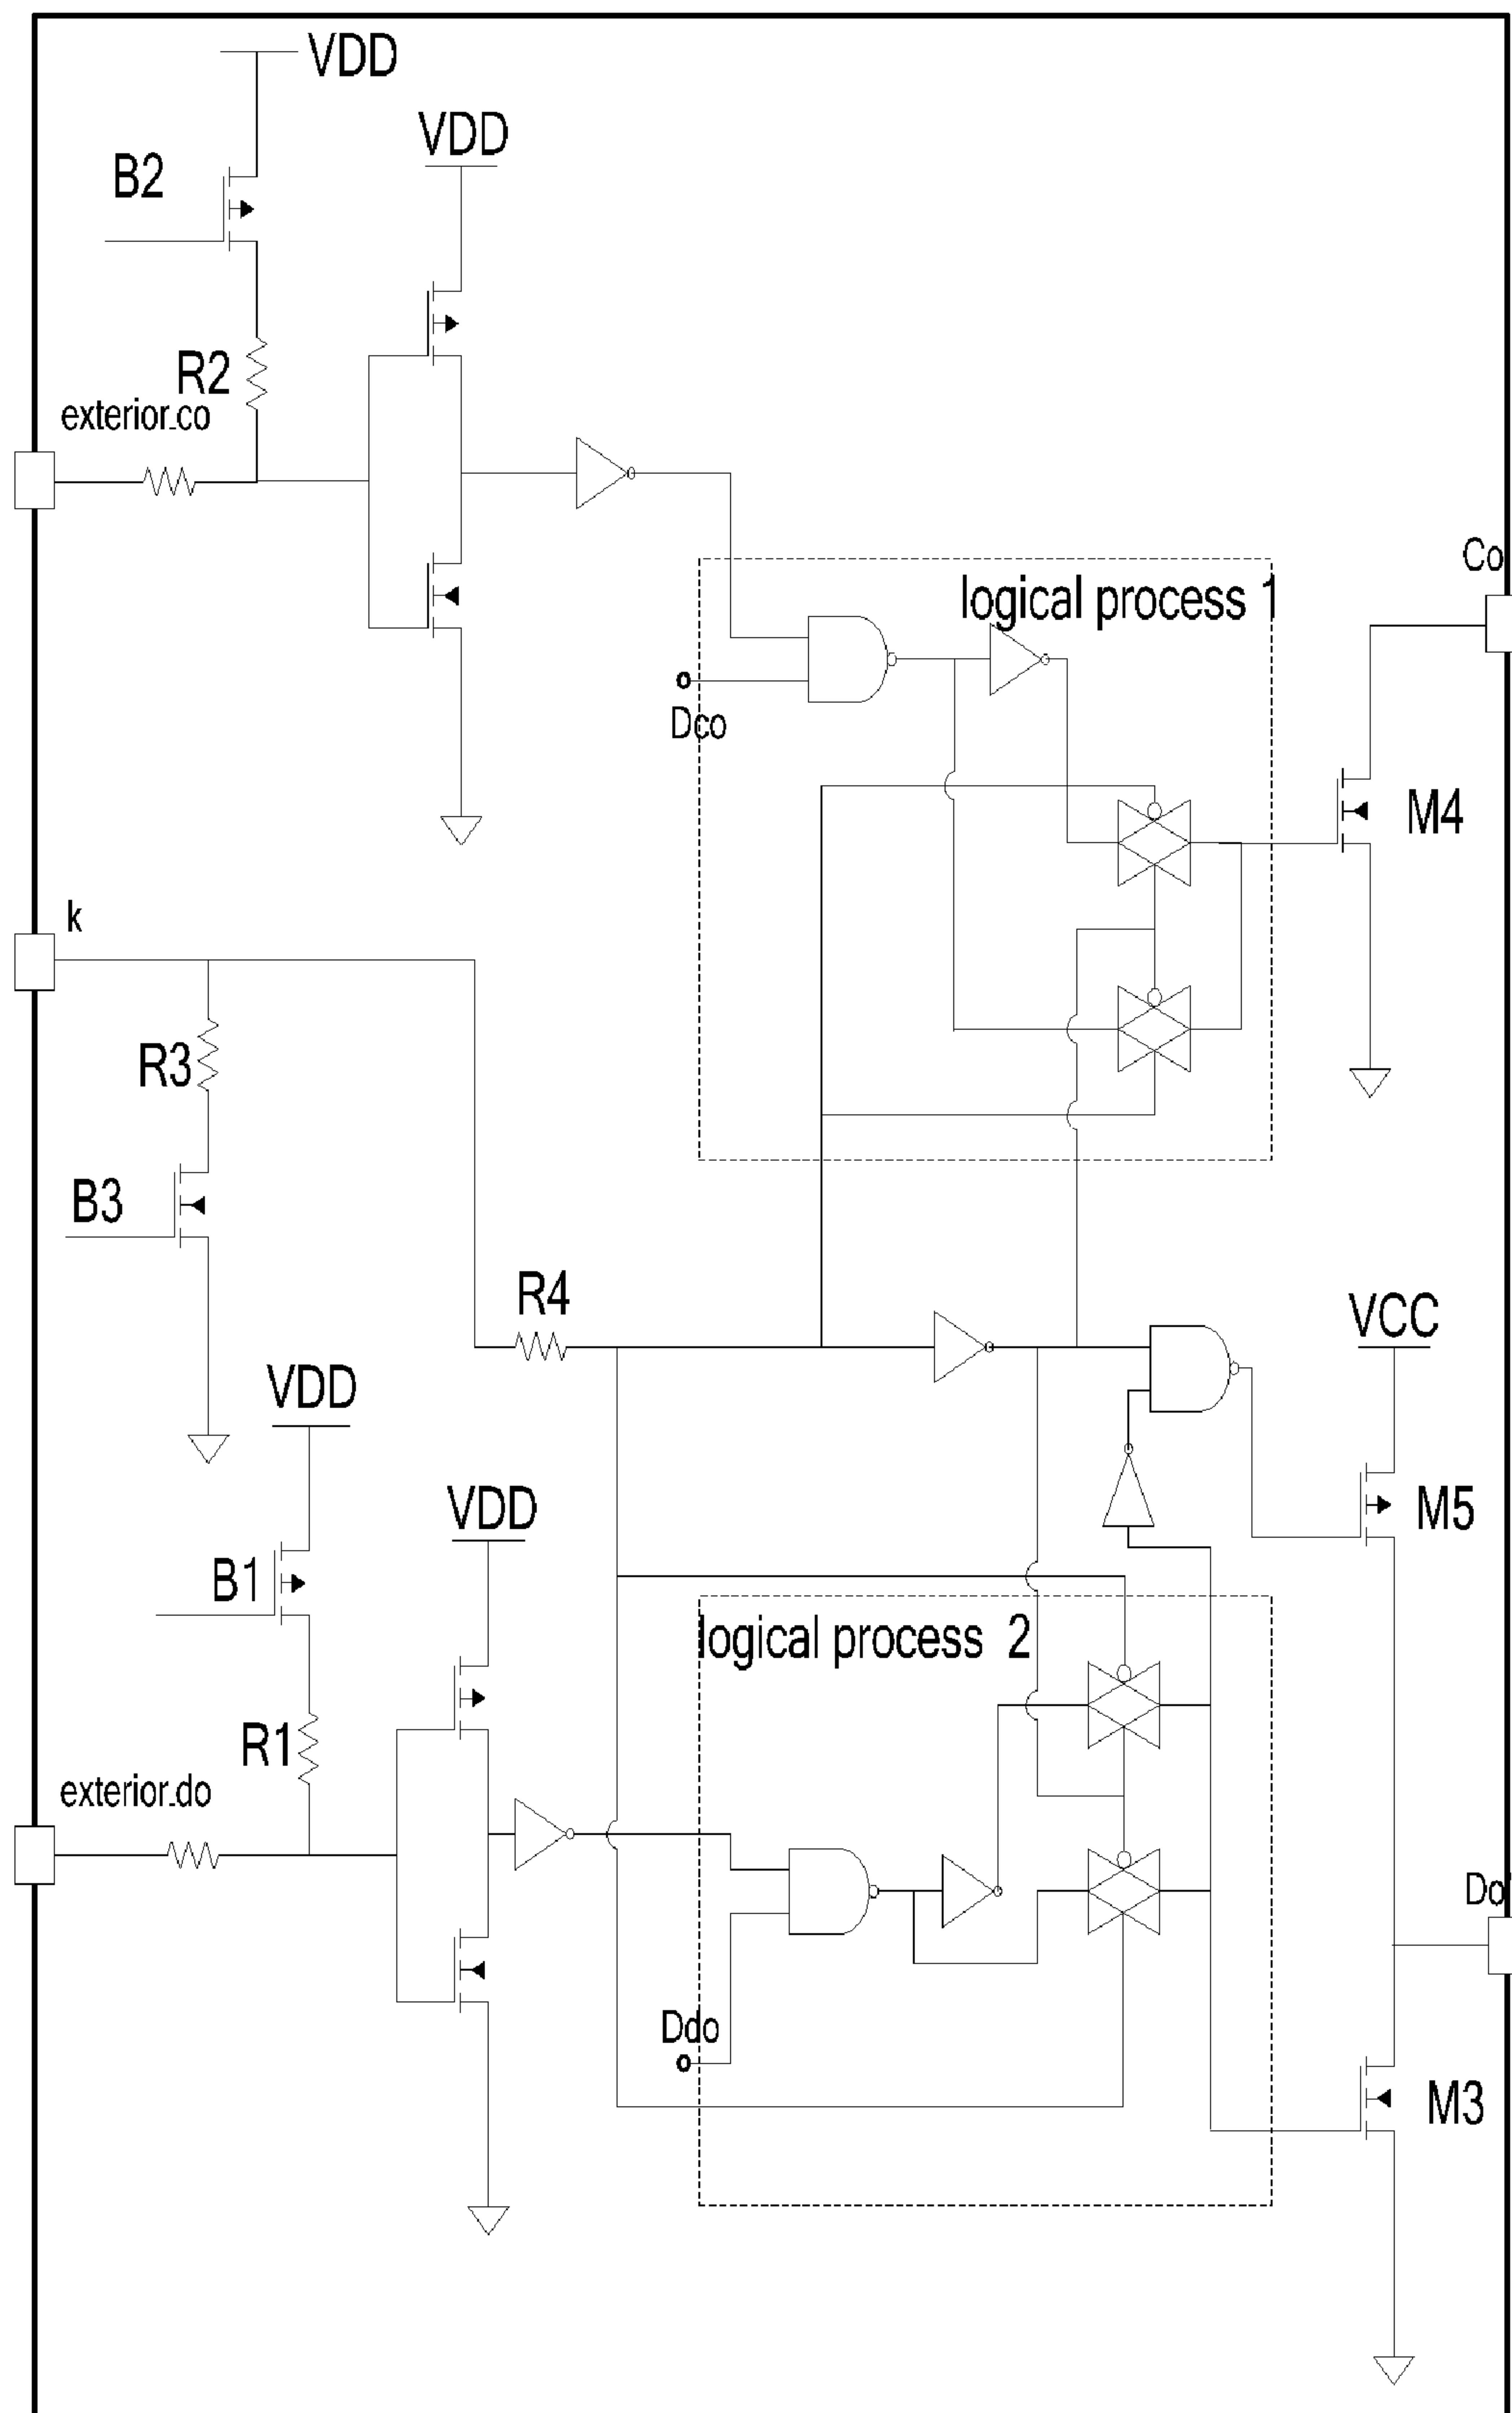 VDD
VDD
B2
R2
exterior.co
Co
logical process 1
Dco
M4
k
R3
B3
R4
VCC
VDD
VDD
M5
B1
logical process 2
R1
exterior.do
Do
Ddo
M3